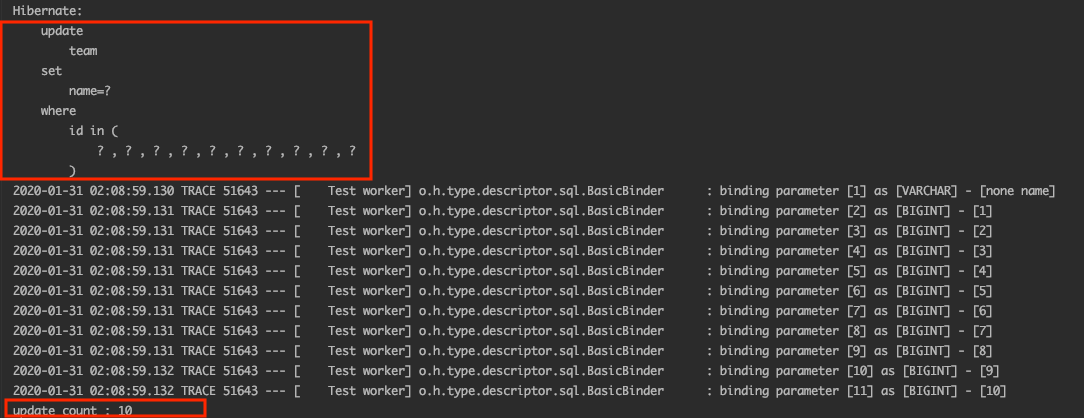 Hibernate:
    update
        team
    set
        name=?
    where
        id in (
            ? , ? , ? , ? , ? , ? , ? , ? , ? , ?
        )
2020-01-31 02:08:59.130 TRACE 51643 --- [    Test worker] o.h.type.descriptor.sql.BasicBinder      : binding parameter [1] as [VARCHAR] - [none name]
2020-01-31 02:08:59.131 TRACE 51643 --- [    Test worker] o.h.type.descriptor.sql.BasicBinder      : binding parameter [2] as [BIGINT] - [1]
2020-01-31 02:08:59.131 TRACE 51643 --- [    Test worker] o.h.type.descriptor.sql.BasicBinder      : binding parameter [3] as [BIGINT] - [2]
2020-01-31 02:08:59.131 TRACE 51643 --- [    Test worker] o.h.type.descriptor.sql.BasicBinder      : binding parameter [4] as [BIGINT] - [3]
2020-01-31 02:08:59.131 TRACE 51643 --- [    Test worker] o.h.type.descriptor.sql.BasicBinder      : binding parameter [5] as [BIGINT] - [4]
2020-01-31 02:08:59.131 TRACE 51643 --- [    Test worker] o.h.type.descriptor.sql.BasicBinder      : binding parameter [6] as [BIGINT] - [5]
2020-01-31 02:08:59.131 TRACE 51643 --- [    Test worker] o.h.type.descriptor.sql.BasicBinder      : binding parameter [7] as [BIGINT] - [6]
2020-01-31 02:08:59.131 TRACE 51643 --- [    Test worker] o.h.type.descriptor.sql.BasicBinder      : binding parameter [8] as [BIGINT] - [7]
2020-01-31 02:08:59.131 TRACE 51643 --- [    Test worker] o.h.type.descriptor.sql.BasicBinder      : binding parameter [9] as [BIGINT] - [8]
2020-01-31 02:08:59.132 TRACE 51643 --- [    Test worker] o.h.type.descriptor.sql.BasicBinder      : binding parameter [10] as [BIGINT] - [9]
2020-01-31 02:08:59.132 TRACE 51643 --- [    Test worker] o.h.type.descriptor.sql.BasicBinder      : binding parameter [11] as [BIGINT] - [10]
update count : 10